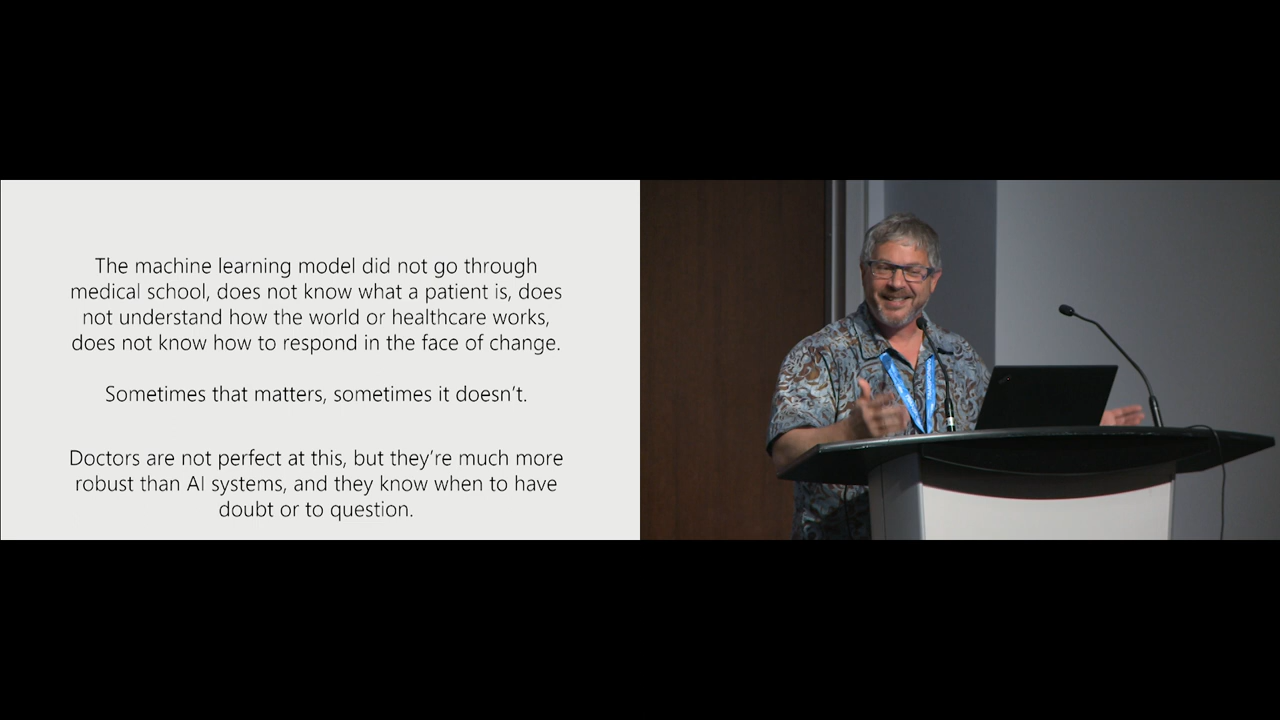 The machine learning model did not go through
medical school, does not know what a patient is, does
not understand how the world or healthcare works,
does not know how to respond in the face of change.
Sometimes that matters, sometimes it doesn't.
Doctors are not perfect at this, but they're much more
robust than AI systems, and they know when to have
doubt or to question.